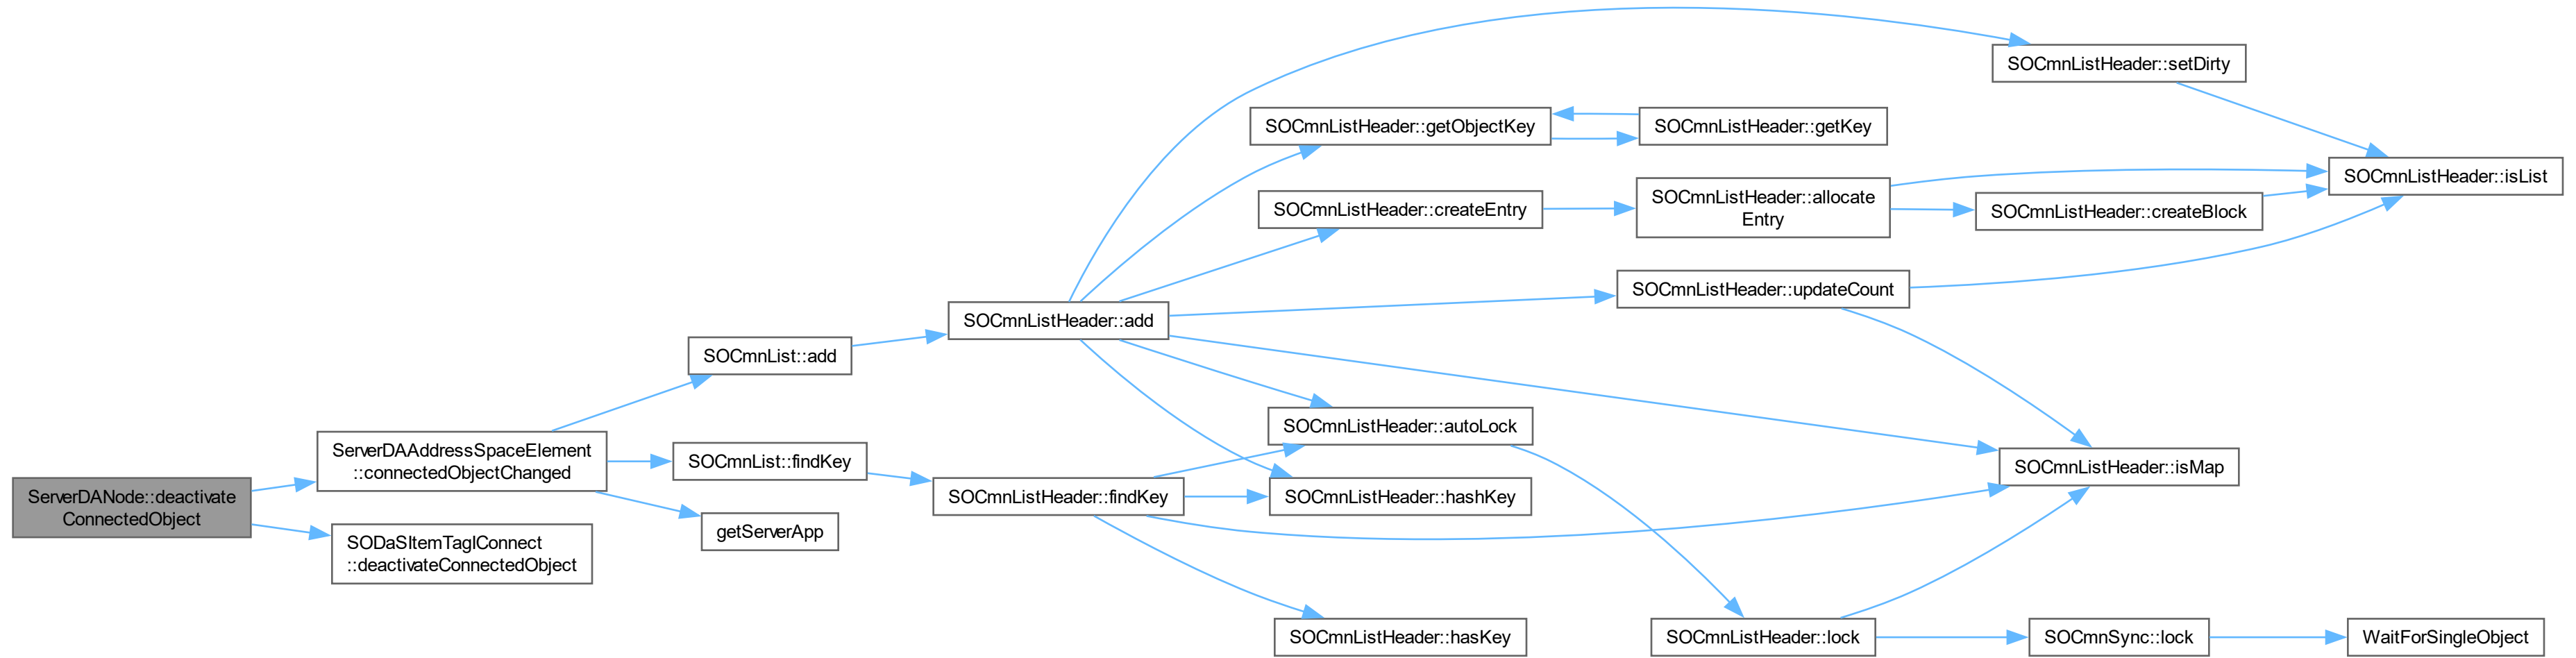 ServerDANode::deactivate
ConnectedObject
ServerDAAddressSpaceElement
::connectedObjectChanged
SODaSItemTagIConnect
::deactivateConnectedObject
SOCmnList::add
SOCmnList::findKey
getServerApp
SOCmnListHeader::add
SOCmnListHeader::findKey
SOCmnListHeader::getObjectKey
SOCmnListHeader::createEntry
SOCmnListHeader::autoLock
SOCmnListHeader::hashKey
SOCmnListHeader::hasKey
SOCmnListHeader::getKey
SOCmnListHeader::allocate
Entry
SOCmnListHeader::updateCount
SOCmnListHeader::lock
SOCmnListHeader::setDirty
SOCmnListHeader::createBlock
SOCmnListHeader::isMap
SOCmnSync::lock
SOCmnListHeader::isList
WaitForSingleObject